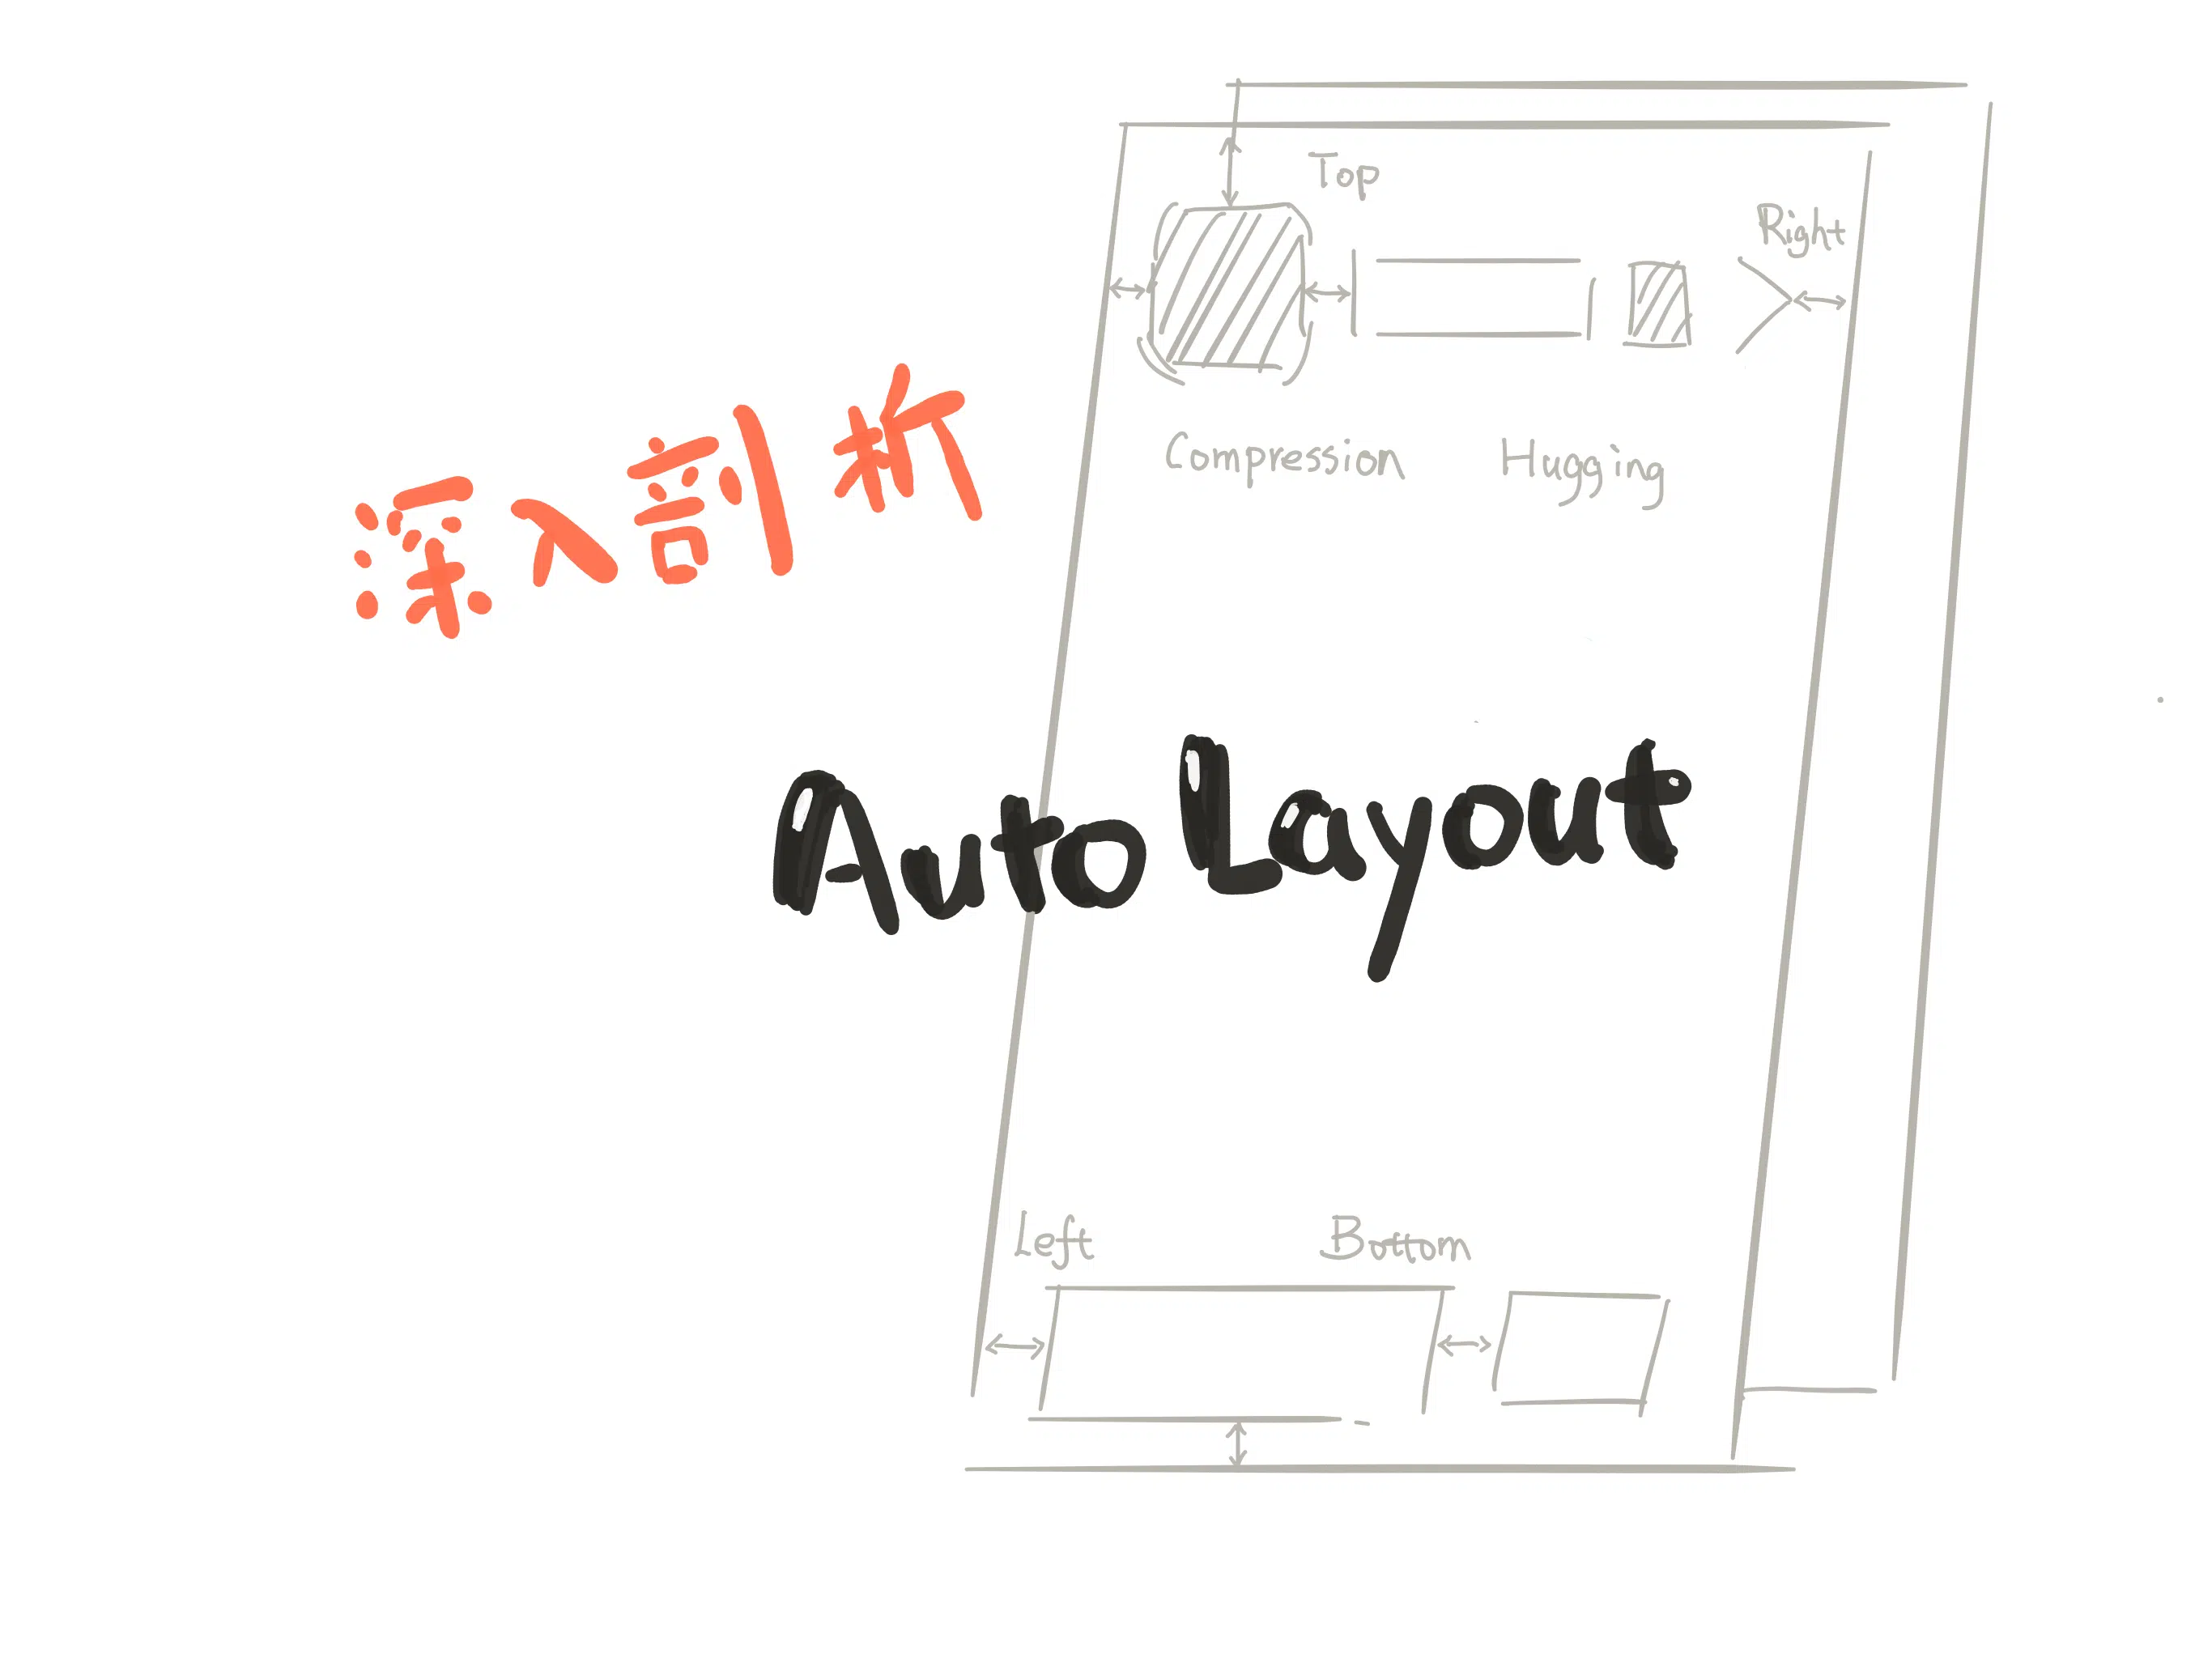 Top
Right
深入剖析
Compression
Hugging
Auto Layout
Left
Bottom